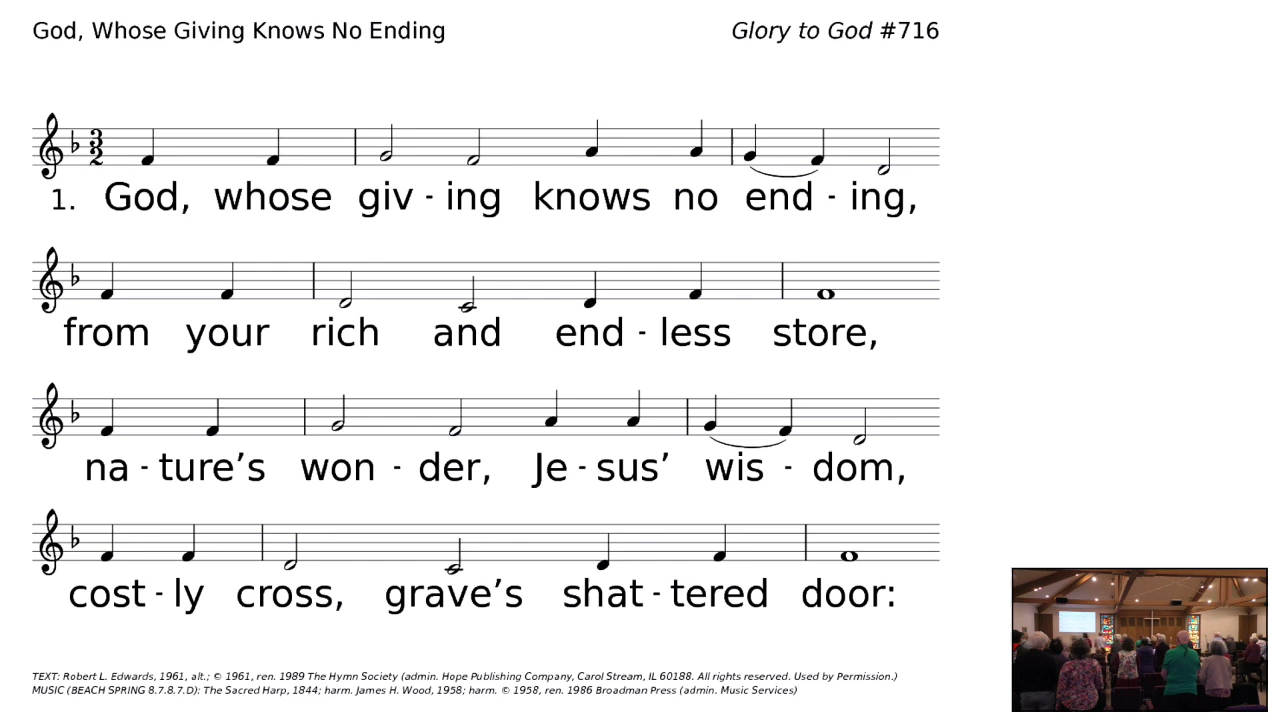 God, Whose Giving Knows No Ending
Glory to God #716
1. God, whose giv - ing knows no end - ing,
from your rich and end - less store,
na - ture’s won - der, Je - sus’ wis - dom,
cost - ly cross, grave’s shat - tered door:
TEXT: Robert L. Edwards, 1961, alt.; © 1961, ren. 1989 The Hymn Society (admin. Hope Publishing Company, Carol Stream, IL 60188. All rights reserved. Used by Permission.)
MUSIC (BEACH SPRING 8.7.8.7.D): The Sacred Harp, 1844; harm. James H. Wood, 1958; harm. © 1958, ren. 1986 Broadman Press (admin. Music Services)